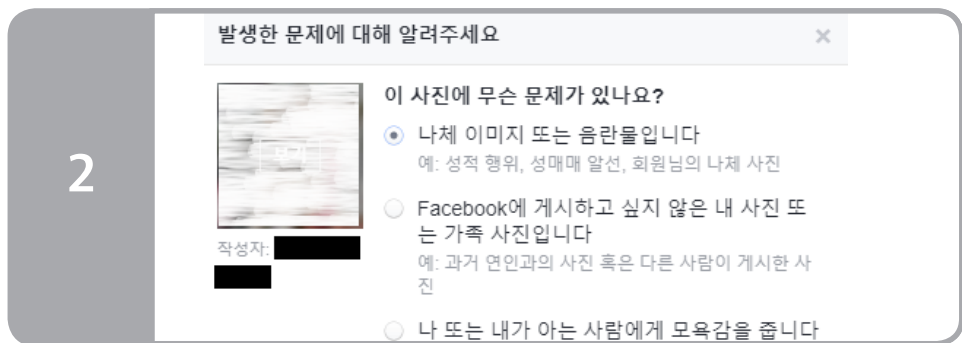 발생한 문제에 대해 알려주세요
×
2
이 사진에 무슨 문제가 있나요?
나체 이미지 또는 음란물입니다
예: 성적 행위, 성매매 알선, 회원님의 나체 사진
Facebook에 게시하고 싶지 않은 내 사진 또
는 가족 사진입니다
예: 과거 연인과의 사진 혹은 다른 사람이 게시한 사
진
작성자:
나 또는 내가 아는 사람에게 모욕감을 줍니다